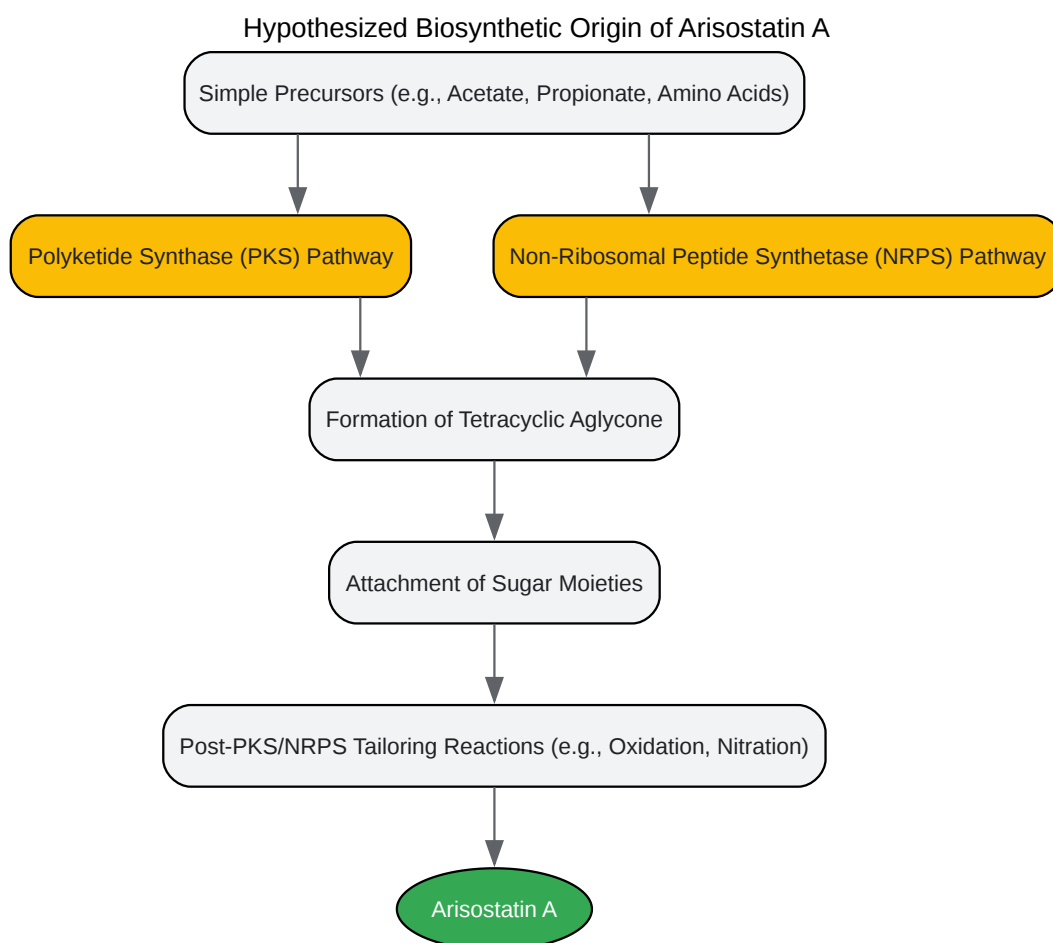 Hypothesized Biosynthetic Origin of Arisostatin A
Simple Precursors (e.g., Acetate, Propionate, Amino Acids)
Polyketide Synthase (PKS) Pathway
Non-Ribosomal Peptide Synthetase (NRPS) Pathway
Formation of Tetracyclic Aglycone
Attachment of Sugar Moieties
Post-PKS/NRPS Tailoring Reactions (e.g., Oxidation, Nitration)
Arisostatin A